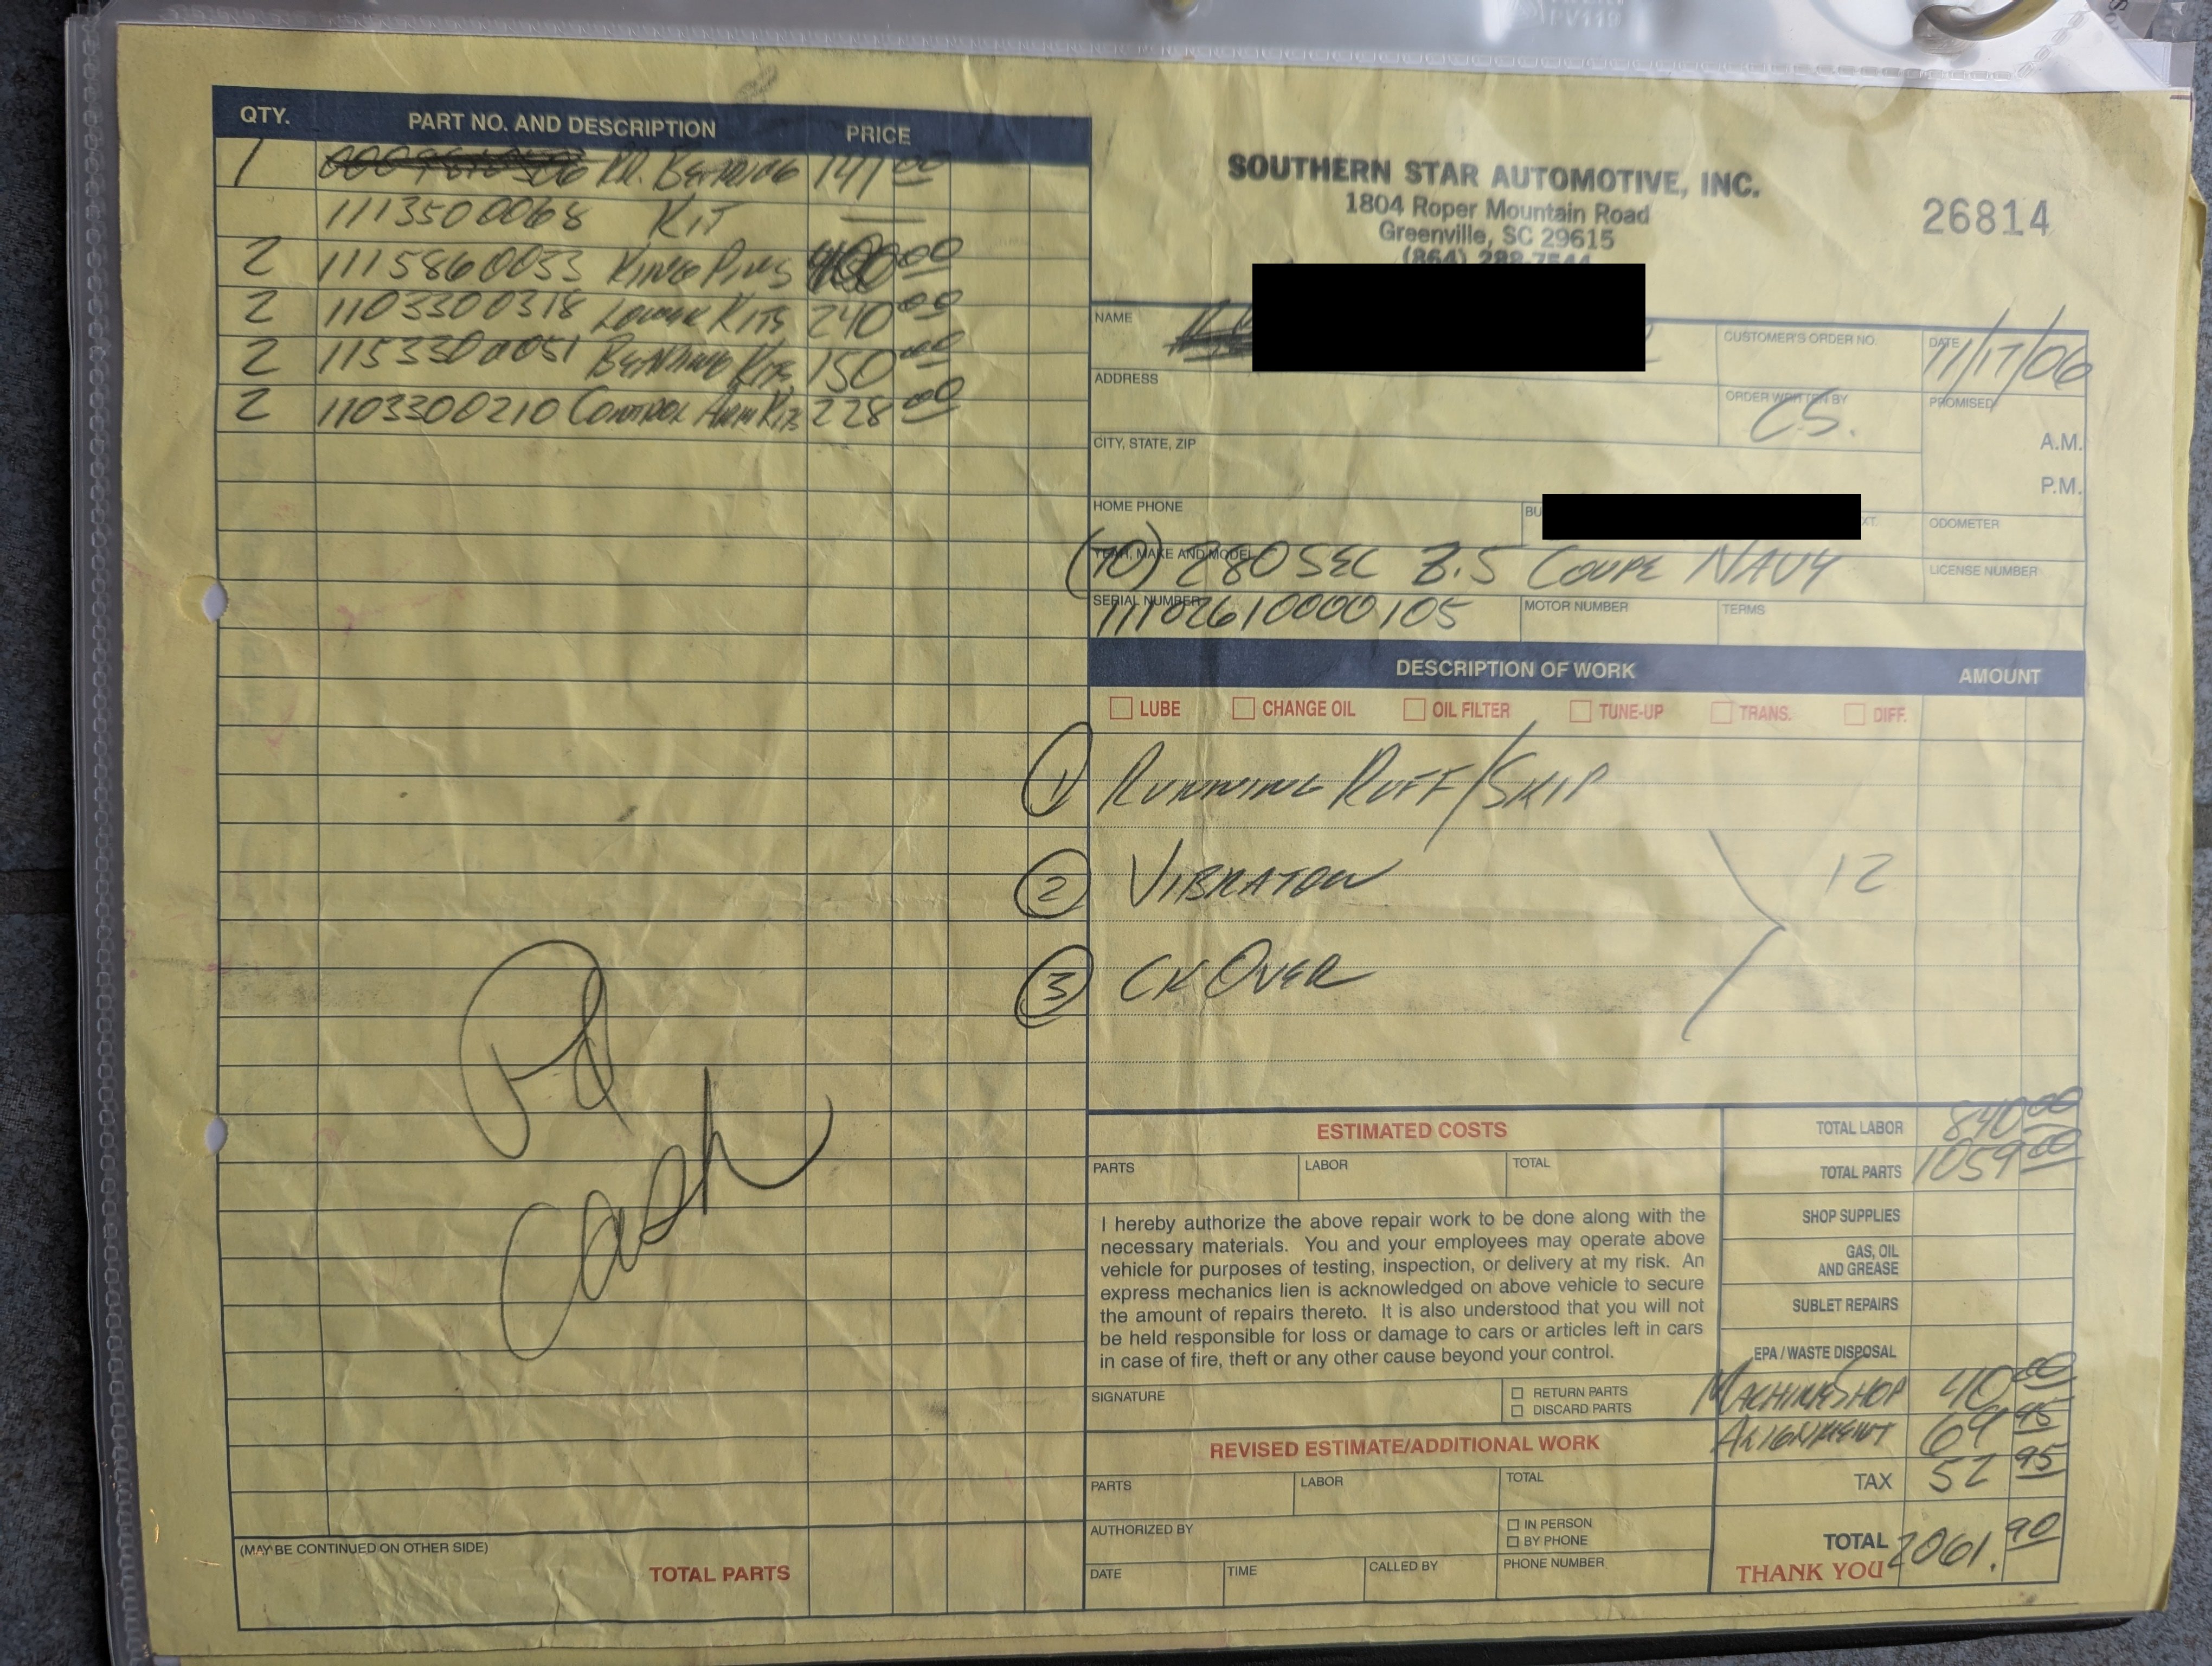 QTY. PART NO. AND DESCRIPTION PRICE
1 RR. BEARING 141 00
1113500068 KIT —
2 1115860033 KING PINS 00
2 1103300318 LOWER KITS 240 00
2 1153300051 BEARING KITS 150 00
2 1103300210 CONTROL ARM KITS 228 00
Pd
Cash
(MAY BE CONTINUED ON OTHER SIDE)
TOTAL PARTS
SOUTHERN STAR AUTOMOTIVE, INC.
1804 Roper Mountain Road
Greenville, SC 29615
(864) 288-7544
26814
NAME
CUSTOMER'S ORDER NO. DATE 11/17/06
ADDRESS
ORDER WRITTEN BY CS. PROMISED
A.M.
P.M.
CITY, STATE, ZIP
HOME PHONE BU XT. ODOMETER
YEAR, MAKE AND MODEL (70) 280 SEC 3.5 COUPE NAVY LICENSE NUMBER
SERIAL NUMBER 11102610000105 MOTOR NUMBER TERMS
DESCRIPTION OF WORK AMOUNT
LUBE CHANGE OIL OIL FILTER TUNE-UP TRANS. DIFF.
1 RUNNING RUFF/SKIP
2 VIBRATON 12
3 CK OVER
ESTIMATED COSTS
PARTS LABOR TOTAL
I hereby authorize the above repair work to be done along with the
necessary materials. You and your employees may operate above
vehicle for purposes of testing, inspection, or delivery at my risk. An
express mechanics lien is acknowledged on above vehicle to secure
the amount of repairs thereto. It is also understood that you will not
be held responsible for loss or damage to cars or articles left in cars
in case of fire, theft or any other cause beyond your control.
SIGNATURE
RETURN PARTS
DISCARD PARTS
REVISED ESTIMATE/ADDITIONAL WORK
PARTS LABOR TOTAL
AUTHORIZED BY
IN PERSON
BY PHONE
DATE TIME CALLED BY PHONE NUMBER
TOTAL LABOR 840 00
TOTAL PARTS 1059 00
SHOP SUPPLIES
GAS, OIL
AND GREASE
SUBLET REPAIRS
EPA / WASTE DISPOSAL
MACHINE SHOP 40 00
ALIGNMENT 69 95
TAX 52 95
TOTAL 2061. 90
THANK YOU